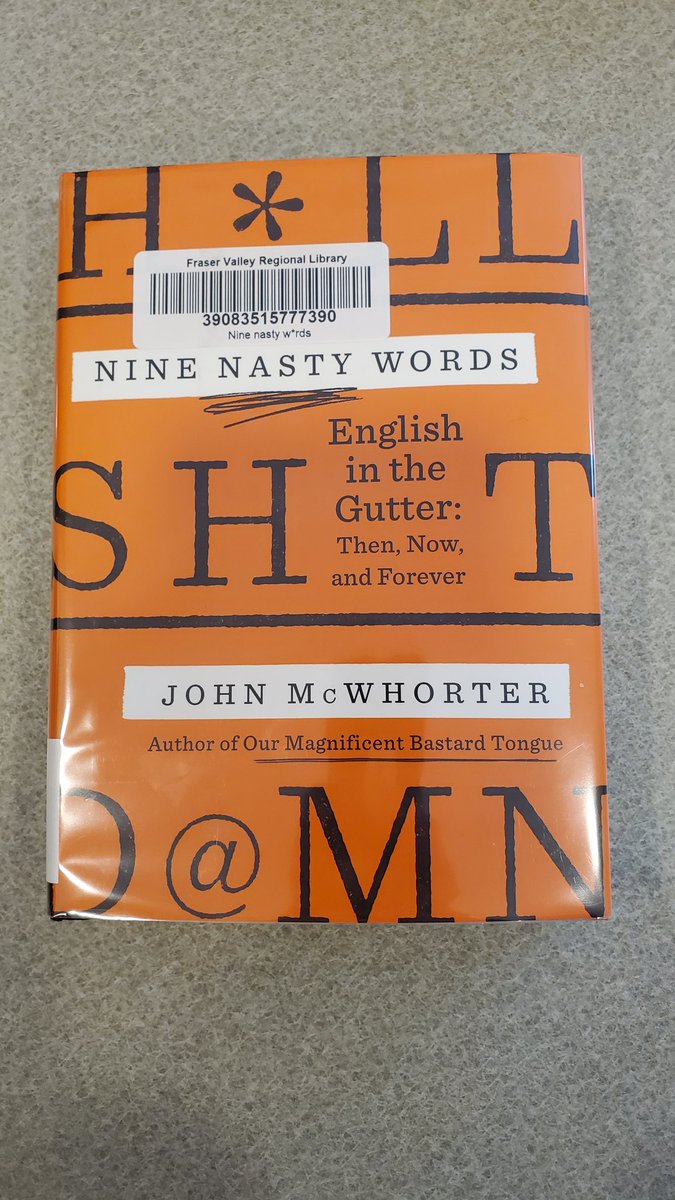 H*LL
Fraser Valley Regional Library
39083515777390
Nine nasty w*rds
NINE NASTY WORDS
English
in the
Gutter:
Then, Now,
and Forever
SH T
JOHN McWHORTER
Author of Our Magnificent Bastard Tongue
D@MN